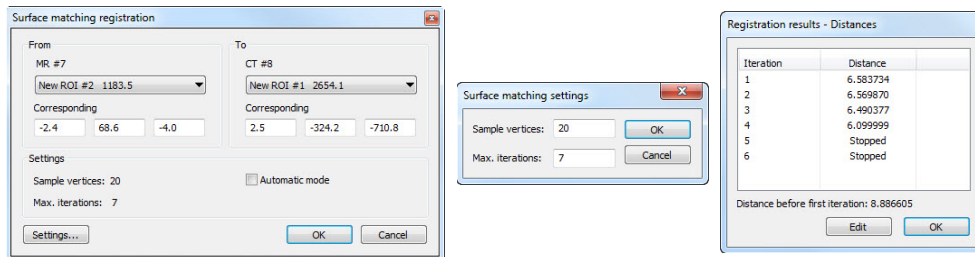 Surface matching registration
From
MR #7
New ROI #2 1183.5
Corresponding
-2.4 68.6 -4.0
To
CT #8
New ROI #1 2654.1
Corresponding
2.5 -324.2 -710.8
Settings
Sample vertices: 20
Automatic mode
Max. iterations: 7
Settings...
OK
Cancel
Surface matching settings
Sample vertices: 20
OK
Max. iterations: 7
Cancel
Registration results - Distances
Iteration Distance
1 6.583734
2 6.569870
3 6.490377
4 6.099999
5 Stopped
6 Stopped
Distance before first iteration: 8.886605
Edit
OK